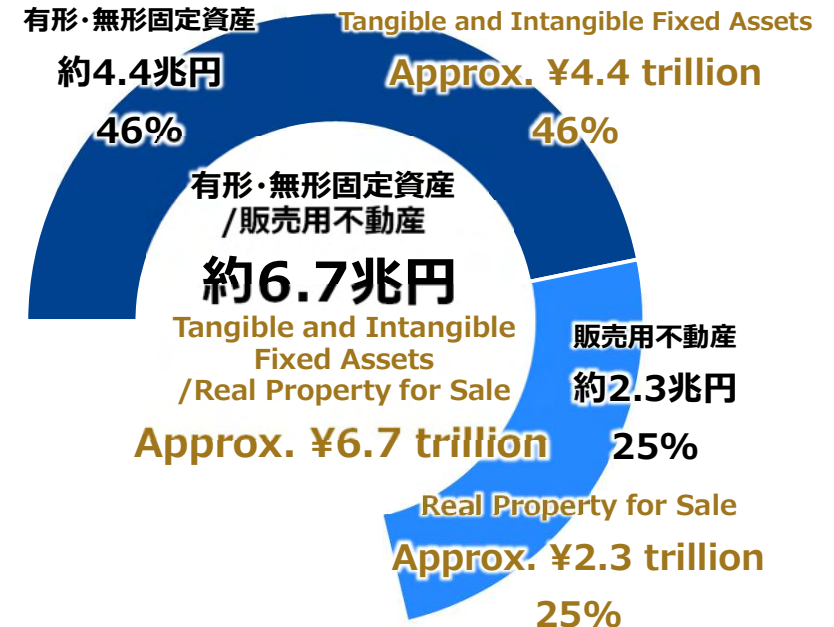 有形・無形固定資産
約4.4兆円
46%
Tangible and Intangible Fixed Assets
Approx. ¥4.4 trillion
46%
有形・無形固定資産
/販売用不動産
約6.7兆円
Tangible and Intangible
Fixed Assets
/Real Property for Sale
Approx. ¥6.7 trillion
販売用不動産
約2.3兆円
25%
Real Property for Sale
Approx. ¥2.3 trillion
25%